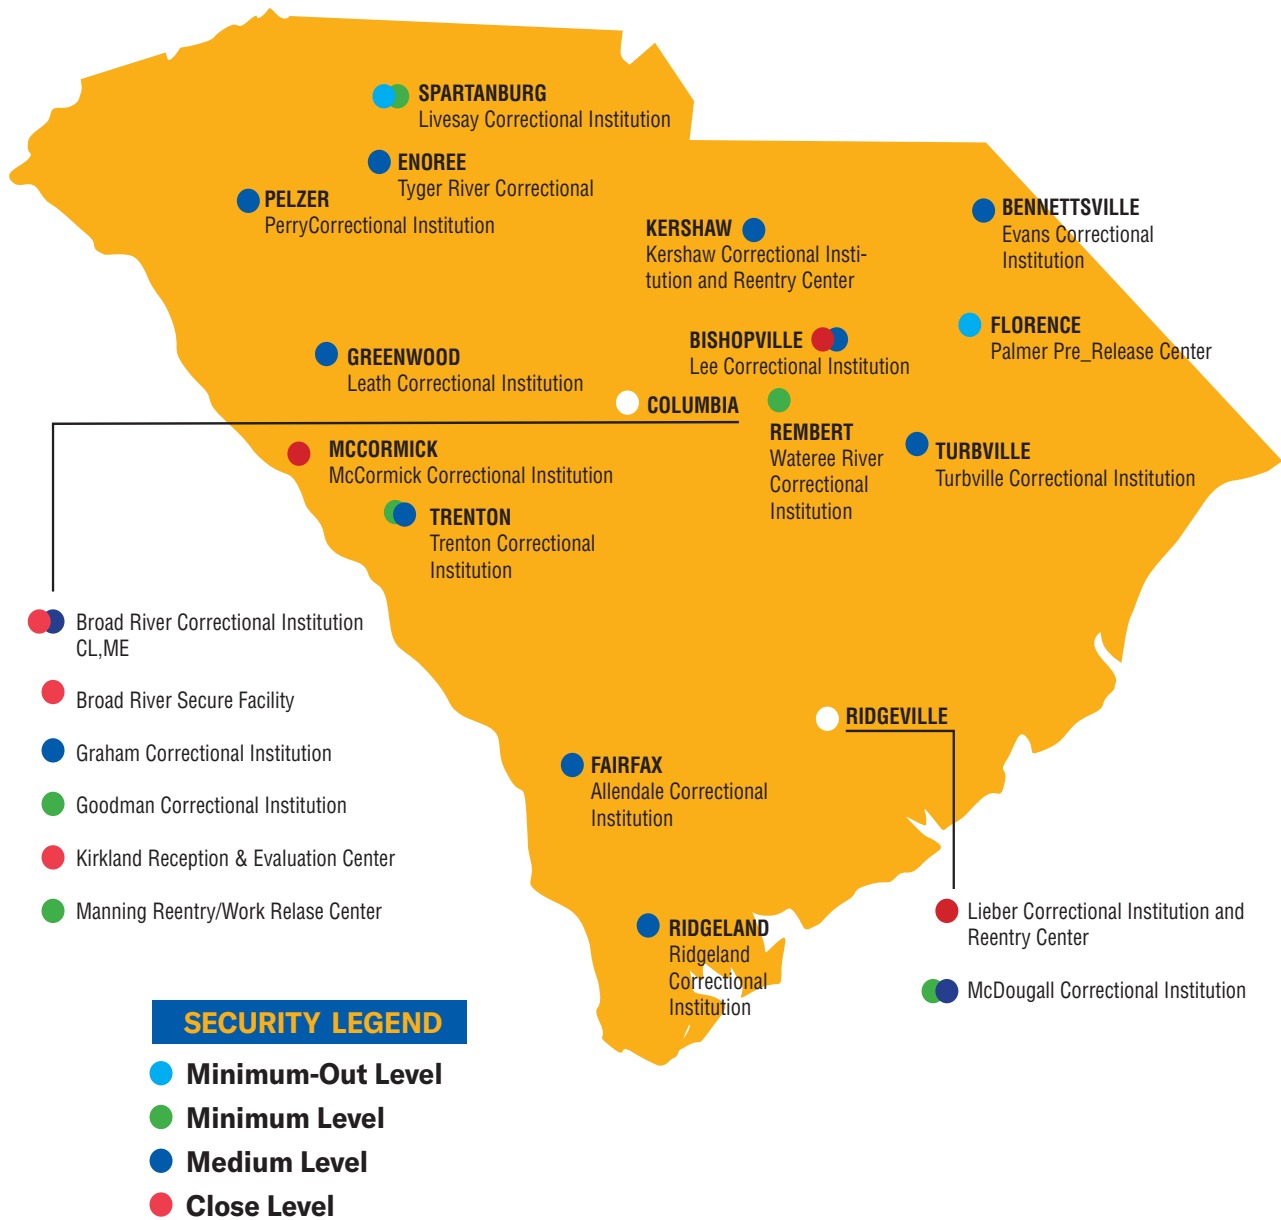 SPARTANBURG
Livesay Correctional Institution
ENOREE
Tyger River Correctional
PELZER
PerryCorrectional Institution
KERSHAW
Kershaw Correctional Insti-
tution and Reentry Center
BENNETTSVILLE
Evans Correctional
Institution
FLORENCE
Palmer Pre_Release Center
BISHOPVILLE
Lee Correctional Institution
GREENWOOD
Leath Correctional Institution
COLUMBIA
REMBERT
Wateree River
Correctional
Institution
TURBVILLE
Turbville Correctional Institution
MCCORMICK
McCormick Correctional Institution
TRENTON
Trenton Correctional
Institution
Broad River Correctional Institution
CL,ME
Broad River Secure Facility
Graham Correctional Institution
Goodman Correctional Institution
Kirkland Reception & Evaluation Center
Manning Reentry/Work Relase Center
RIDGEVILLE
FAIRFAX
Allendale Correctional
Institution
Lieber Correctional Institution and
Reentry Center
McDougall Correctional Institution
RIDGELAND
Ridgeland
Correctional
Institution
SECURITY LEGEND
Minimum-Out Level
Minimum Level
Medium Level
Close Level